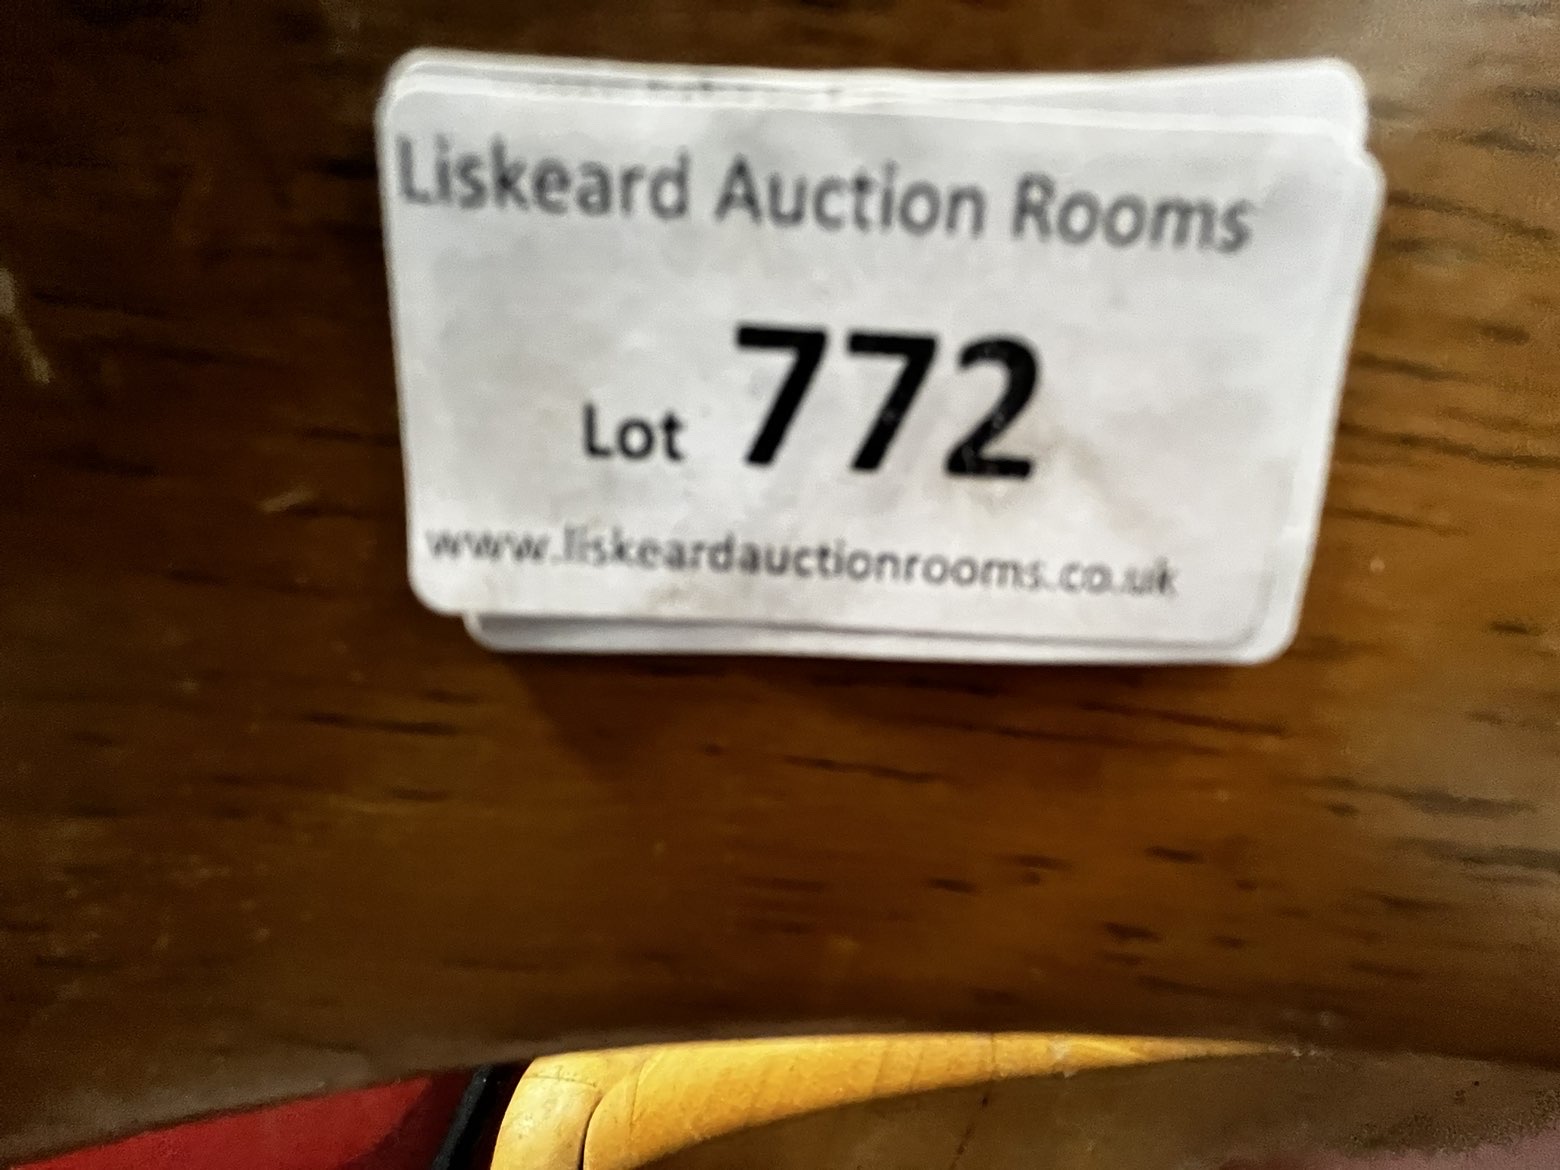 Liskeard Auction Rooms
Lot 772
www.liskeardauctionrooms.co.uk